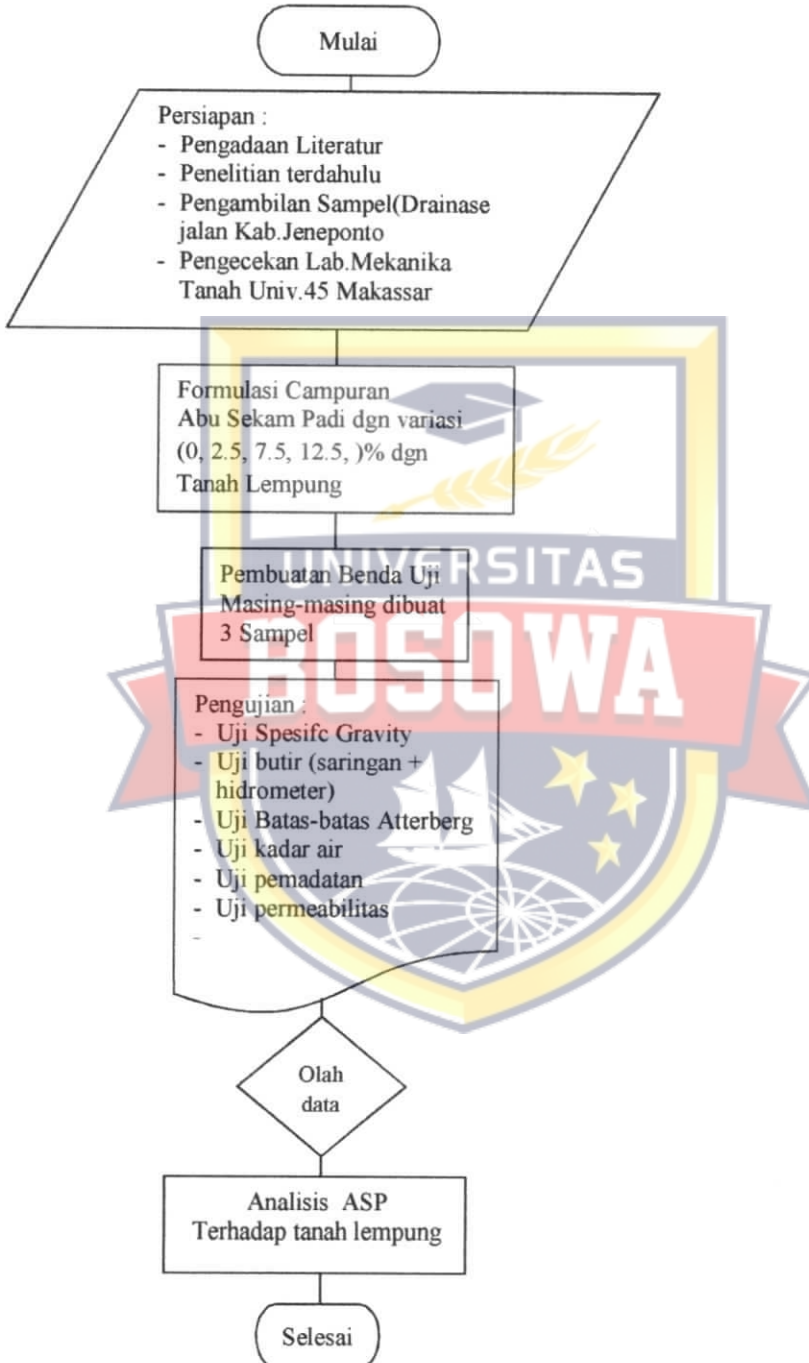 Mulai
Persiapan :
- Pengadaan Literatur
- Penelitian terdahulu
- Pengambilan Sampel(Drainase
jalan Kab.Jeneponto
- Pengecekan Lab.Mekanika
Tanah Univ.45 Makassar
Formulasi Campuran
Abu Sekam Padi dgn variasi
(0, 2.5, 7.5, 12.5, )% dgn
Tanah Lempung
UNIVERSITAS
BOSOWA
Pembuatan Benda Uji
Masing-masing dibuat
3 Sampel
Pengujian :
- Uji Spesifc Gravity
- Uji butir (saringan +
hidrometer)
- Uji Batas-batas Atterberg
- Uji kadar air
- Uji pemadatan
- Uji permeabilitas
-
Olah
data
Analisis ASP
Terhadap tanah lempung
Selesai